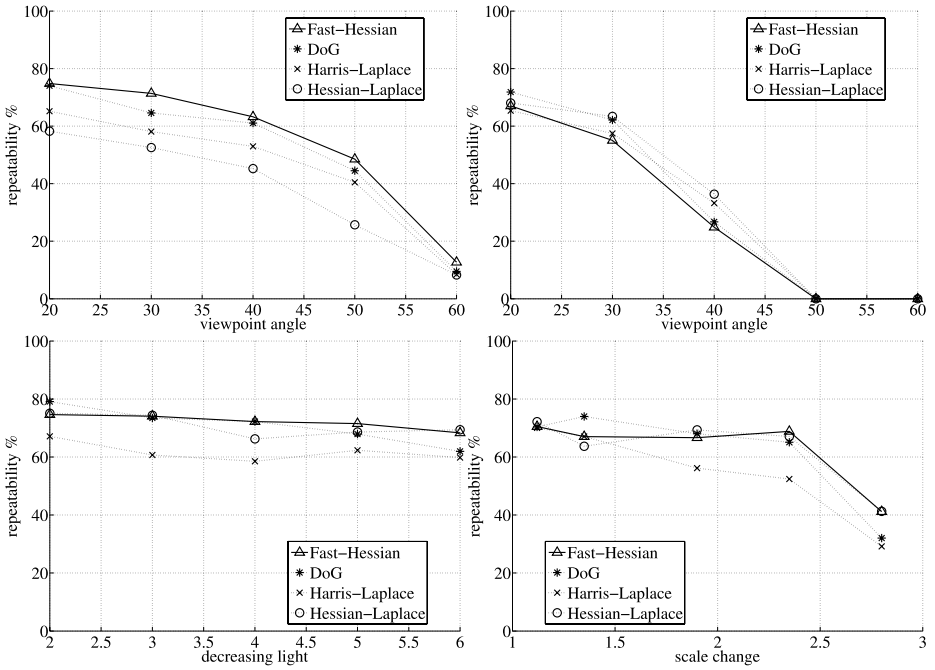 100
80
60
40
20
0
repeatability %
20 25 30 35 40 45 50 55 60
viewpoint angle
Fast−Hessian
DoG
Harris−Laplace
Hessian−Laplace
100
80
60
40
20
0
repeatability %
20 25 30 35 40 45 50 55 60
viewpoint angle
Fast−Hessian
DoG
Harris−Laplace
Hessian−Laplace
100
80
60
40
20
0
repeatability %
2 2.5 3 3.5 4 4.5 5 5.5 6
decreasing light
Fast−Hessian
DoG
Harris−Laplace
Hessian−Laplace
100
80
60
40
20
0
repeatability %
1 1.5 2 2.5 3
scale change
Fast−Hessian
DoG
Harris−Laplace
Hessian−Laplace